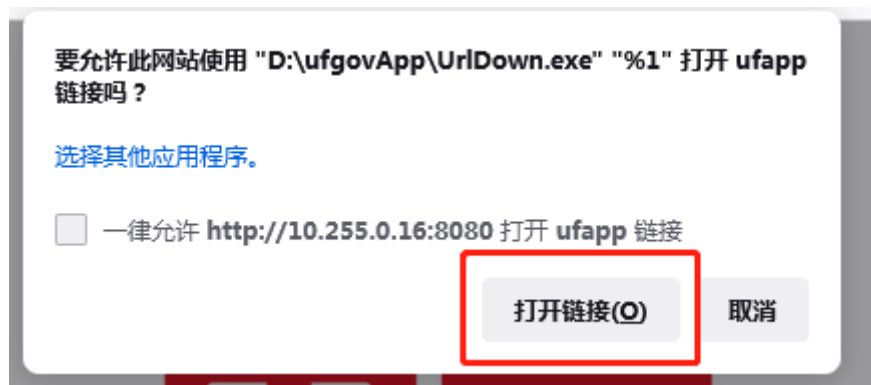 要允许此网站使用 "D:\ufgovApp\UrlDown.exe" "%1" 打开 ufapp
链接吗？
选择其他应用程序。
一律允许 http://10.255.0.16:8080 打开 ufapp 链接
打开链接(O) 取消